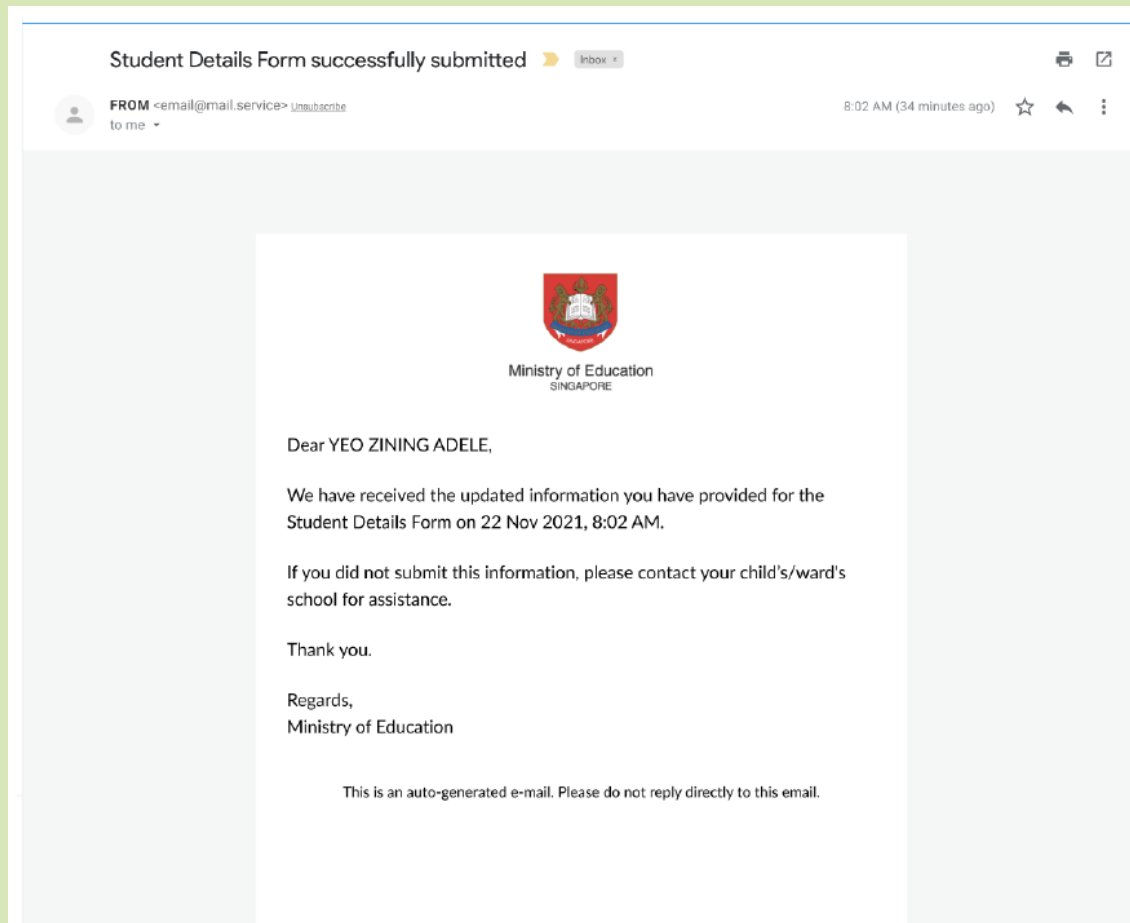 Student Details Form successfully submitted
Inbox ×
FROM <email@mail.service> Unsubscribe
8:02 AM (34 minutes ago)
to me
SINGAPORE
Ministry of Education
SINGAPORE
Dear YEO ZINING ADELE,
We have received the updated information you have provided for the
Student Details Form on 22 Nov 2021, 8:02 AM.
If you did not submit this information, please contact your child's/ward's
school for assistance.
Thank you.
Regards,
Ministry of Education
This is an auto-generated e-mail. Please do not reply directly to this email.